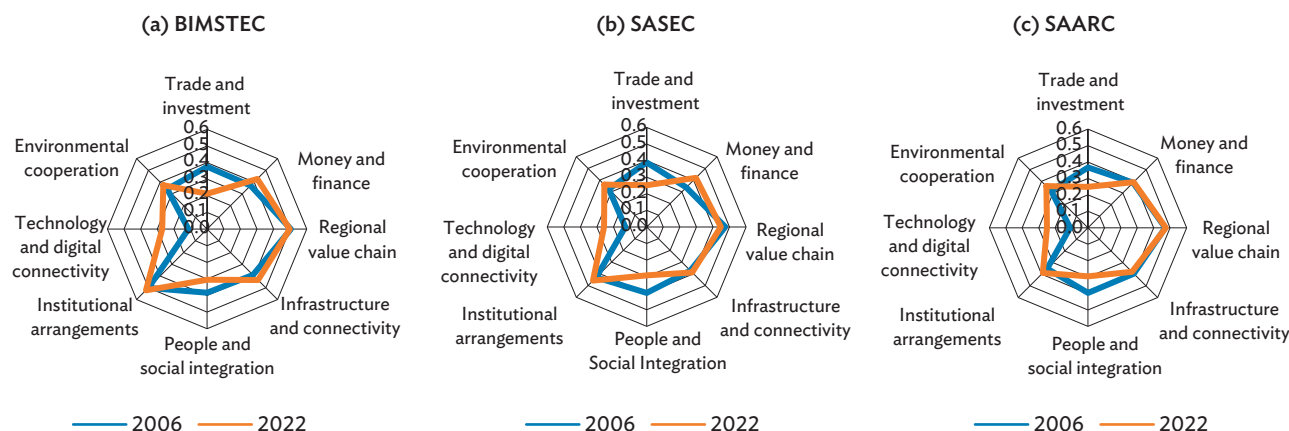 (a) BIMSTEC
Trade and
investment
0.6
0.5
0.4
0.3
0.2
0.1
0.0
Money and
finance
Regional
value chain
Infrastructure
and connectivity
People and
social integration
Institutional
arrangements
Technology
and digital
connectivity
Environmental
cooperation
2006
2022
(b) SASEC
Trade and
investment
0.6
0.5
0.4
0.3
0.2
0.1
0.0
Money and
finance
Regional
value chain
Infrastructure
and connectivity
People and
Social Integration
Institutional
arrangements
Technology
and digital
connectivity
Environmental
cooperation
2006
2022
(c) SAARC
Trade and
investment
0.6
0.5
0.4
0.3
0.2
0.1
0.0
Money and
finance
Regional
value chain
Infrastructure
and connectivity
People and
social integration
Institutional
arrangements
Technology
and digital
connectivity
Environmental
cooperation
2006
2022